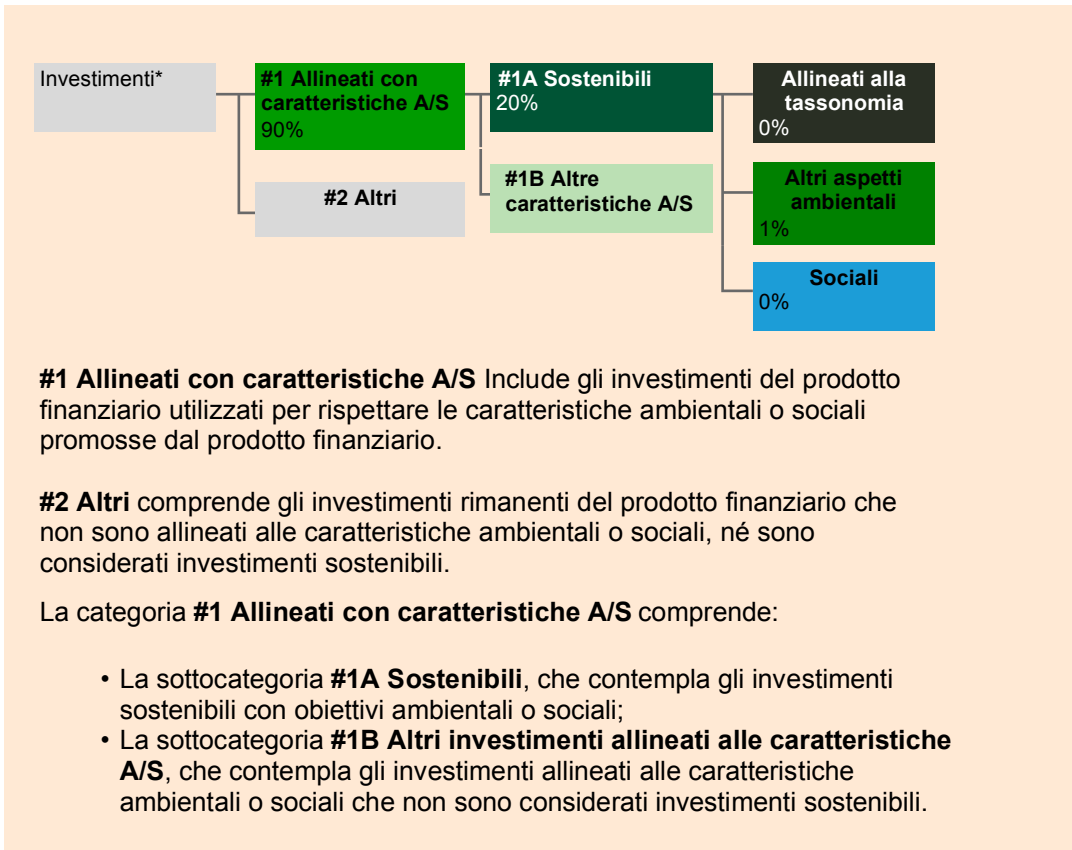 Investimenti*
#1 Allineati con
caratteristiche A/S
90%
#2 Altri
#1A Sostenibili
20%
#1B Altre
caratteristiche A/S
Allineati alla
tassonomia
0%
Altri aspetti
ambientali
1%
Sociali
0%
#1 Allineati con caratteristiche A/S Include gli investimenti del prodotto
finanziario utilizzati per rispettare le caratteristiche ambientali o sociali
promosse dal prodotto finanziario.
#2 Altri comprende gli investimenti rimanenti del prodotto finanziario che
non sono allineati alle caratteristiche ambientali o sociali, né sono
considerati investimenti sostenibili.
La categoria #1 Allineati con caratteristiche A/S comprende:
• La sottocategoria #1A Sostenibili, che contempla gli investimenti
sostenibili con obiettivi ambientali o sociali;
• La sottocategoria #1B Altri investimenti allineati alle caratteristiche
A/S, che contempla gli investimenti allineati alle caratteristiche
ambientali o sociali che non sono considerati investimenti sostenibili.